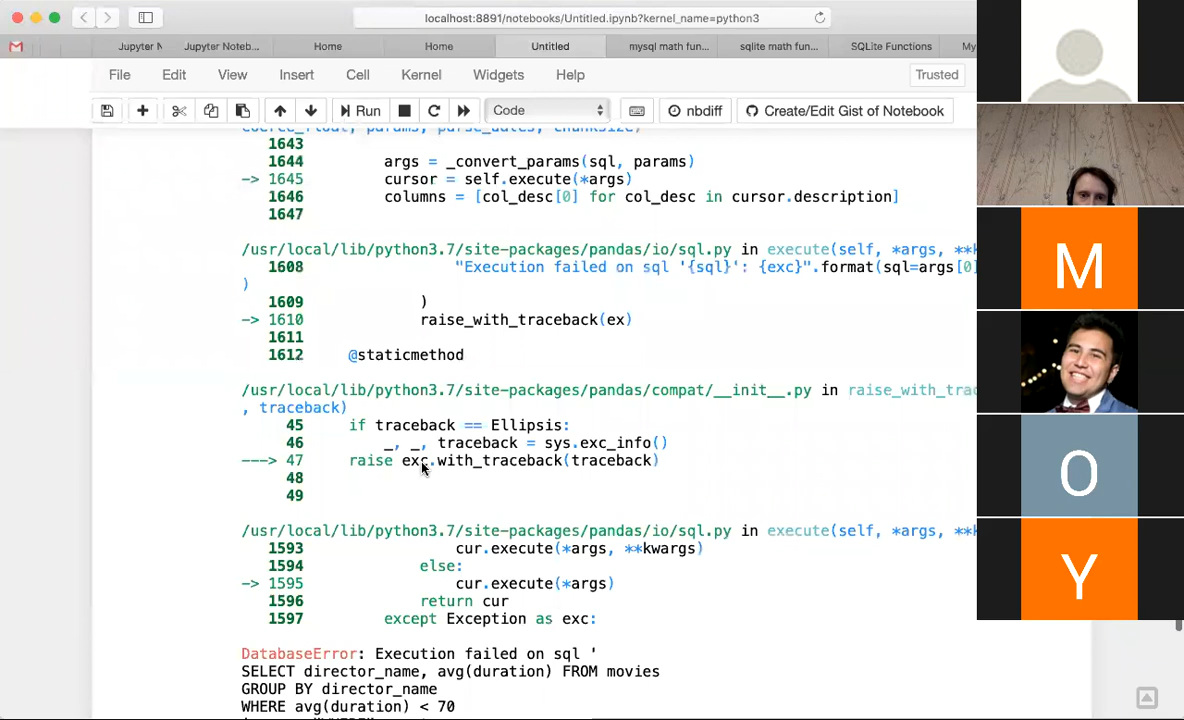 localhost:8891/notebooks/Untitled.ipynb?kernel_name=python3
Jupyter N
Jupyter Noteb...
Home
Home
Untitled
mysql math fun...
sqlite math fun...
SQLite Functions
My
File Edit View Insert Cell Kernel Widgets Help
Trusted
Run
Code
nbdiff
Create/Edit Gist of Notebook
coerce_float, params, parse_dates, chunksize)
1643
1644 args = _convert_params(sql, params)
-> 1645 cursor = self.execute(*args)
1646 columns = [col_desc[0] for col_desc in cursor.description]
1647
/usr/local/lib/python3.7/site-packages/pandas/io/sql.py in execute(self, *args, **k
1608 "Execution failed on sql '{sql}': {exc}".format(sql=args[0]
)
1609 )
-> 1610 raise_with_traceback(ex)
1611
1612 @staticmethod
/usr/local/lib/python3.7/site-packages/pandas/compat/__init__.py in raise_with_trac
, traceback)
45 if traceback == Ellipsis:
46 _, _, traceback = sys.exc_info()
---> 47 raise exc.with_traceback(traceback)
48
49
/usr/local/lib/python3.7/site-packages/pandas/io/sql.py in execute(self, *args, **k
1593 cur.execute(*args, **kwargs)
1594 else:
-> 1595 cur.execute(*args)
1596 return cur
1597 except Exception as exc:
DatabaseError: Execution failed on sql '
SELECT director_name, avg(duration) FROM movies
GROUP BY director_name
WHERE avg(duration) < 70
M
O
Y